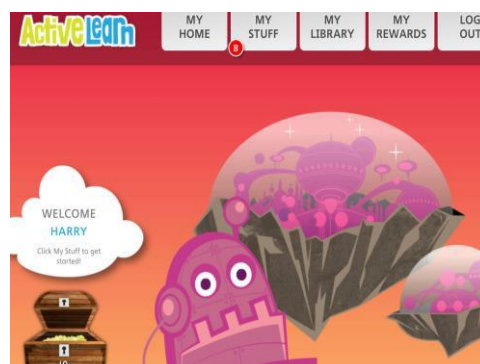 ActiveLearn
MY HOME
MY STUFF
8
MY LIBRARY
MY REWARDS
LOG OUT
WELCOME
HARRY
Click My Stuff to get
started!